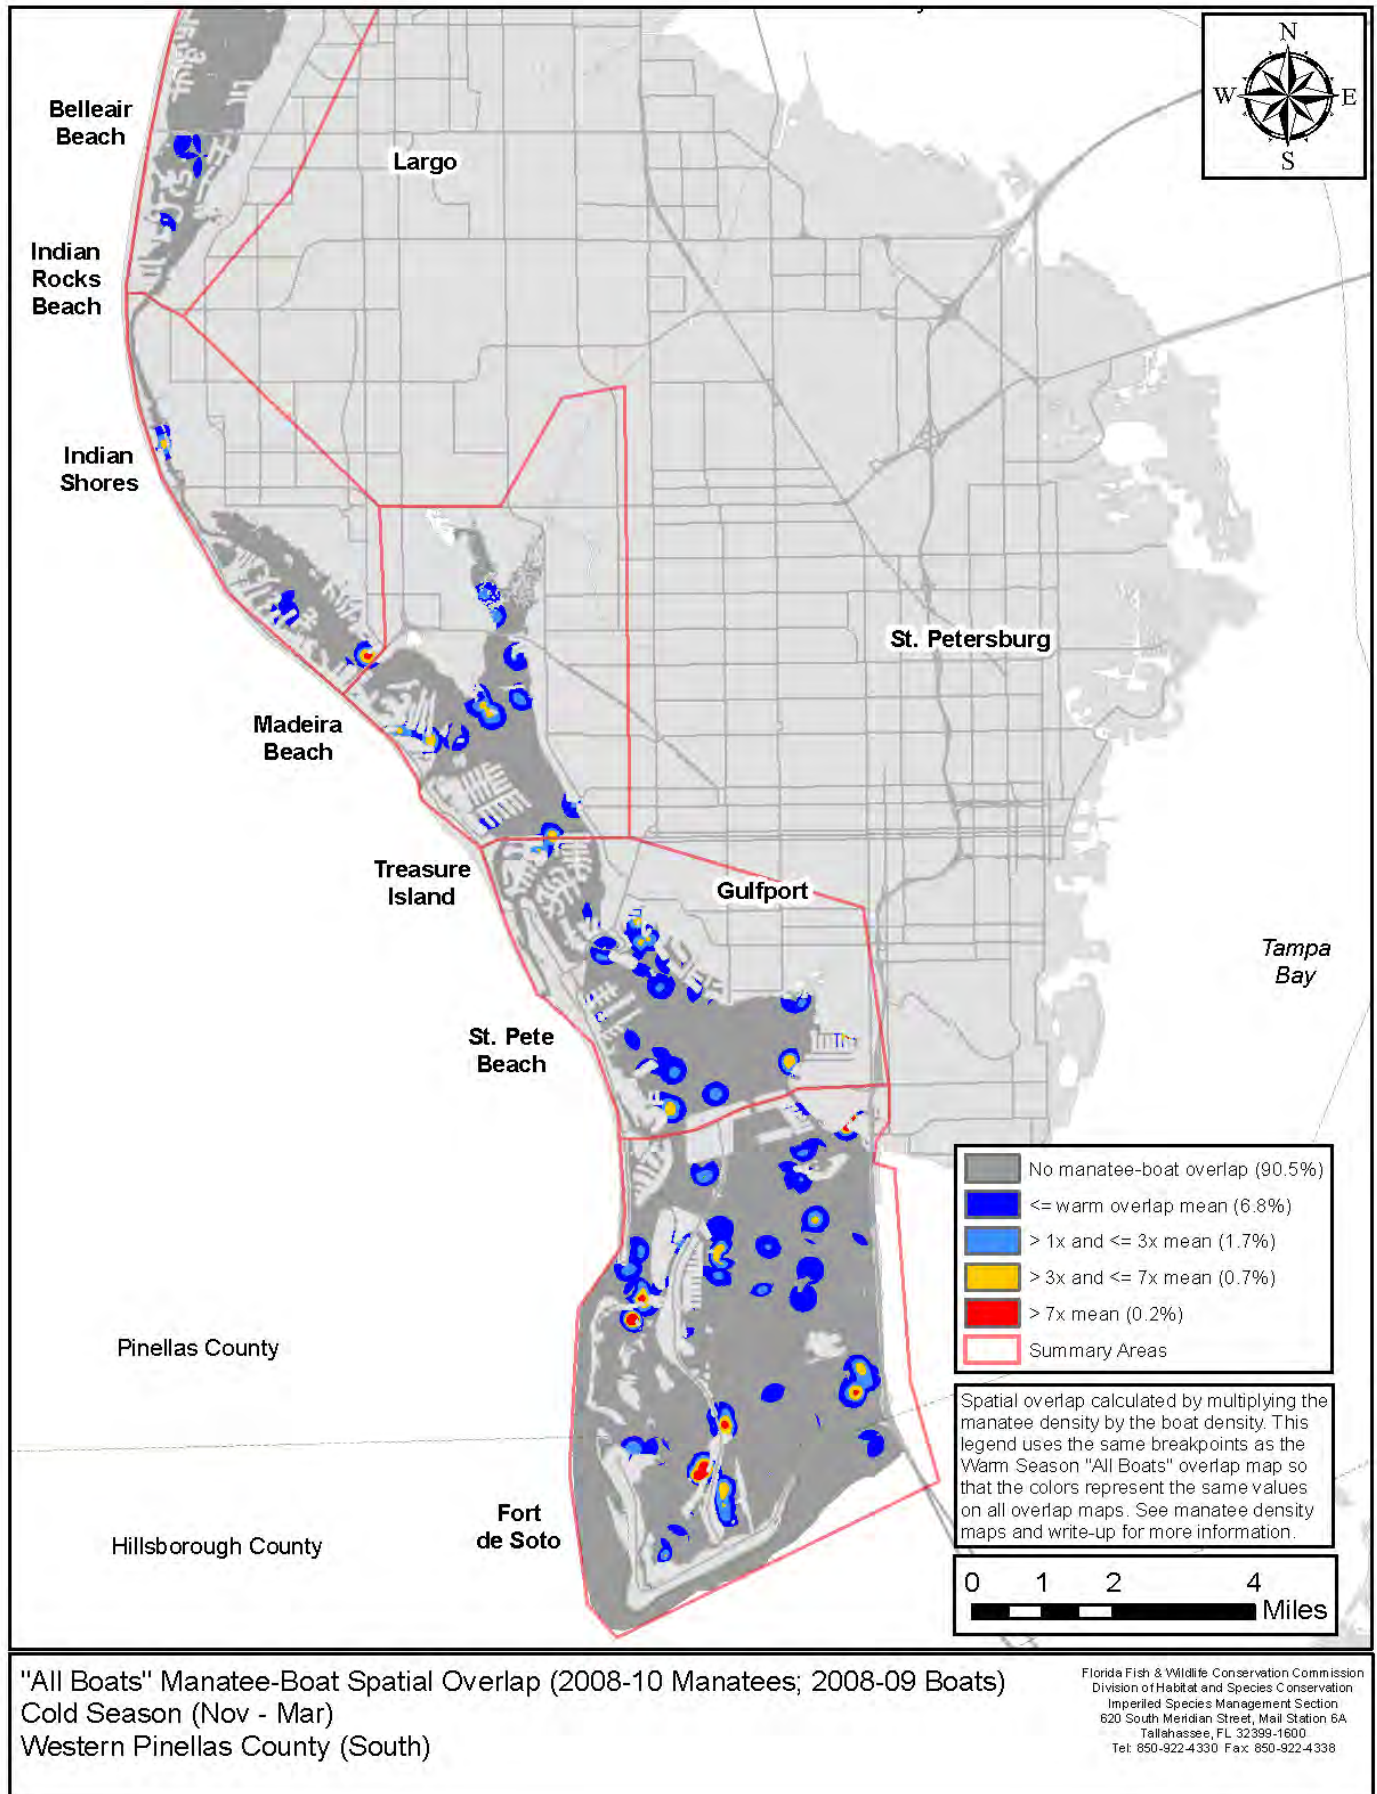 N
W
E
S
Belleair
Beach
Largo
Indian
Rocks
Beach
Indian
Shores
St. Petersburg
Madeira
Beach
Treasure
Island
Gulfport
Tampa
Bay
St. Pete
Beach
No manatee-boat overlap (90.5%)
<= warm overlap mean (6.8%)
> 1x and <= 3x mean (1.7%)
> 3x and <= 7x mean (0.7%)
> 7x mean (0.2%)
Summary Areas
Pinellas County
Spatial overlap calculated by multiplying the
manatee density by the boat density. This
legend uses the same breakpoints as the
Warm Season "All Boats" overlap map so
that the colors represent the same values
on all overlap maps. See manatee density
maps and write-up for more information.
Fort
de Soto
Hillsborough County
0 1 2 4
Miles
"All Boats" Manatee-Boat Spatial Overlap (2008-10 Manatees; 2008-09 Boats)
Cold Season (Nov - Mar)
Western Pinellas County (South)
Florida Fish & Wildlife Conservation Commission
Division of Habitat and Species Conservation
Imperiled Species Management Section
620 South Meridian Street, Mail Station 6A
Tallahassee, FL 32399-1600
Tel: 850-922-4330 Fax: 850-922-4338